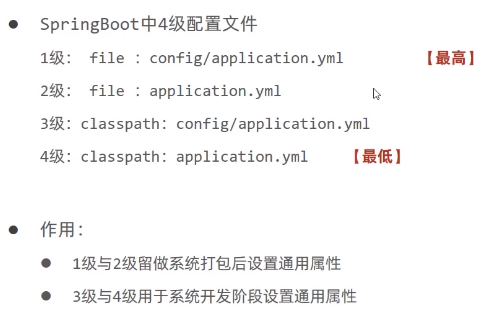 SpringBoot中4级配置文件
1级： file ：config/application.yml 【最高】
2级： file ：application.yml
3级：classpath：config/application.yml
4级：classpath：application.yml 【最低】
作用：
1级与2级留做系统打包后设置通用属性
3级与4级用于系统开发阶段设置通用属性